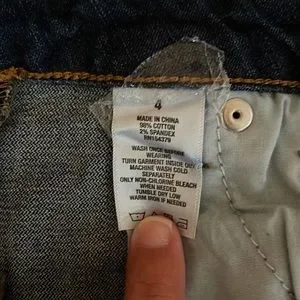 4
MADE IN CHINA
98% COTTON
2% SPANDEX
RN154379
WASH ONCE BEFORE
WEARING
TURN GARMENT INSIDE OUT
MACHINE WASH COLD
SEPARATELY
ONLY NON-CHLORINE BLEACH
WHEN NEEDED
TUMBLE DRY LOW
WARM IRON IF NEEDED